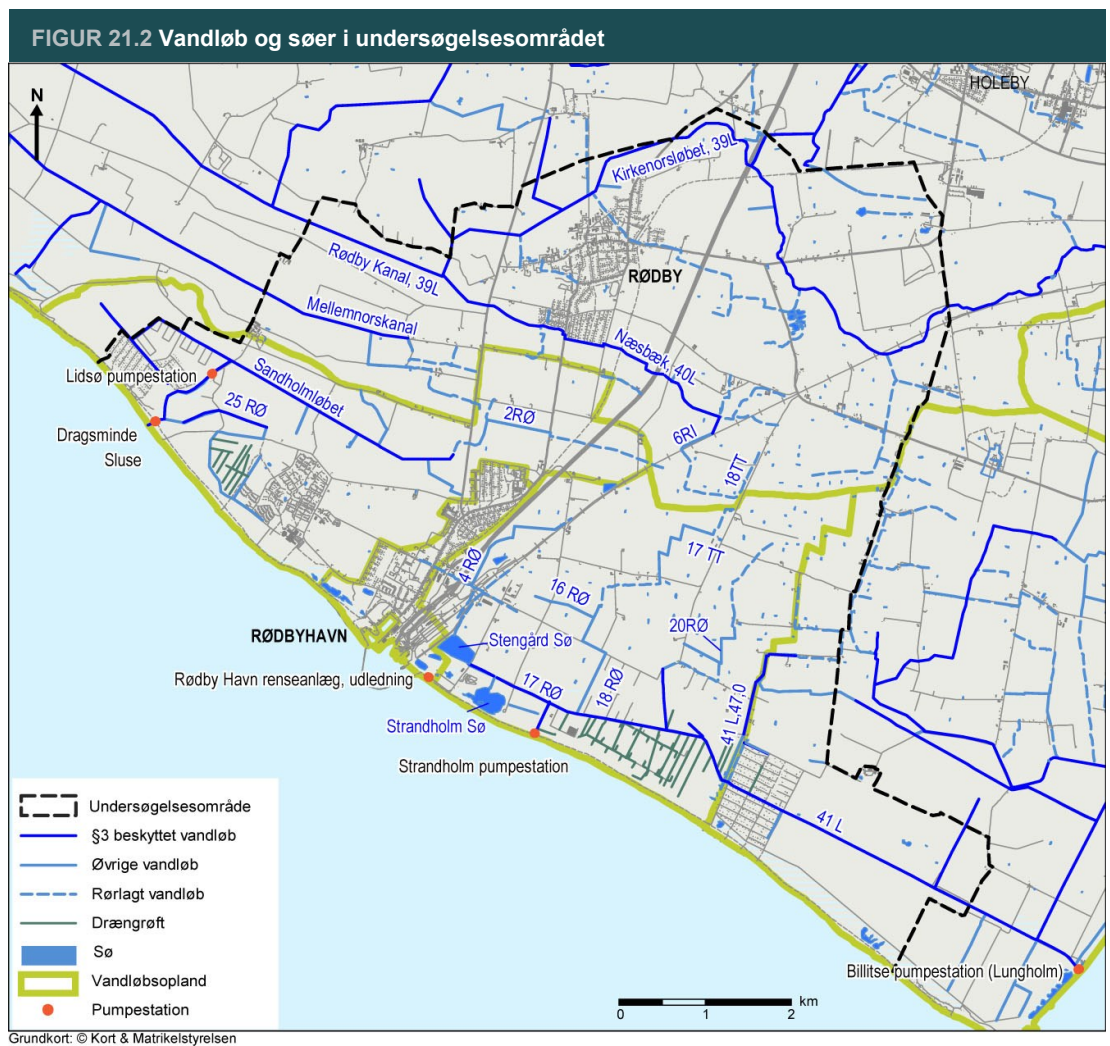 FIGUR 21.2 Vandløb og søer i undersøgelsesområdet
N
HOLEBY
Kirkenorsløbet, 39L
RØDBY
Rødby Kanal, 39L
Mellemnorskanal
Næsbæk, 40L
Lidsø pumpestation
Sandholmløbet
25 RØ
2RØ
6RI
18TT
Dragsminde
Sluse
17 TT
4 RØ
16 RØ
20RØ
RØDBYHAVN
Stengård Sø
Rødby Havn renseanlæg, udledning
17 RØ
18 RØ
41 L,47,0
Strandholm Sø
Strandholm pumpestation
41 L
Billitse pumpestation (Lungholm)
Undersøgelsesområde
§3 beskyttet vandløb
Øvrige vandløb
Rørlagt vandløb
Drængrøft
Sø
Vandløbsopland
Pumpestation
km
0 1 2
Grundkort: © Kort & Matrikelstyrelsen